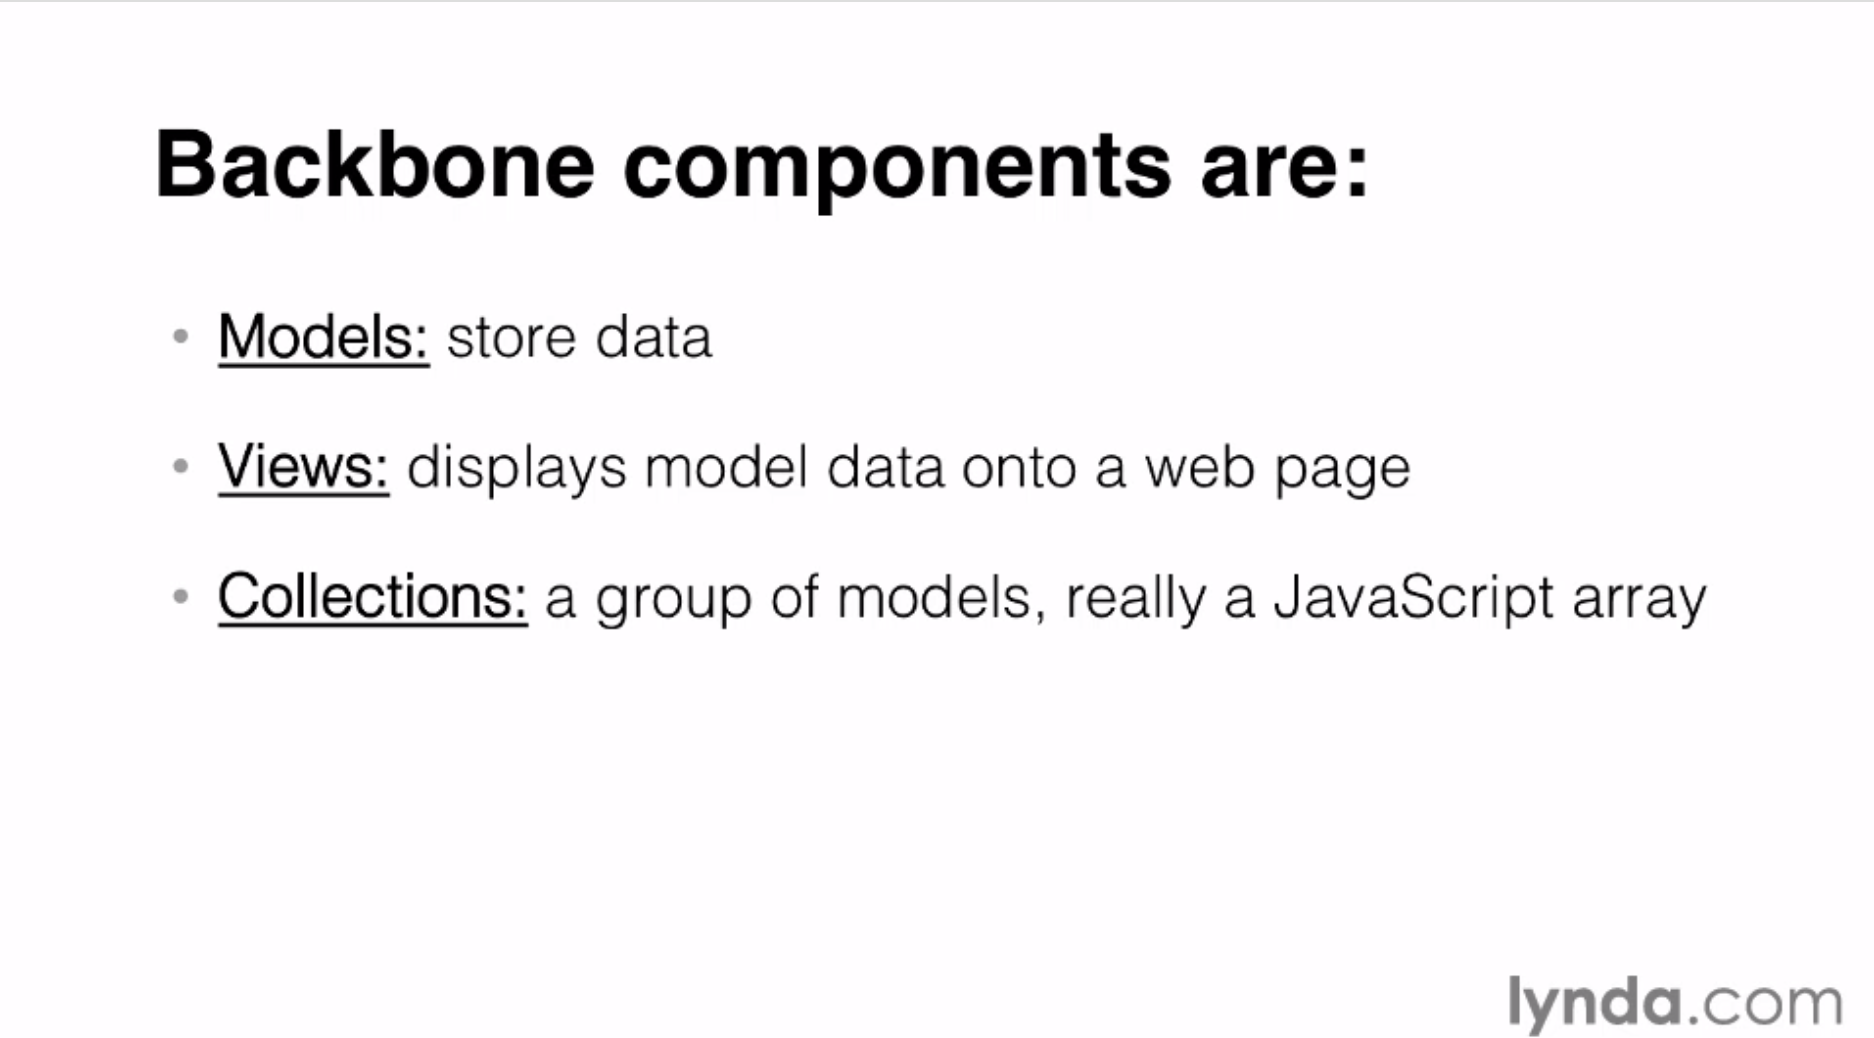 Backbone components are:
• Models: store data
• Views: displays model data onto a web page
• Collections: a group of models, really a JavaScript array
lynda.com